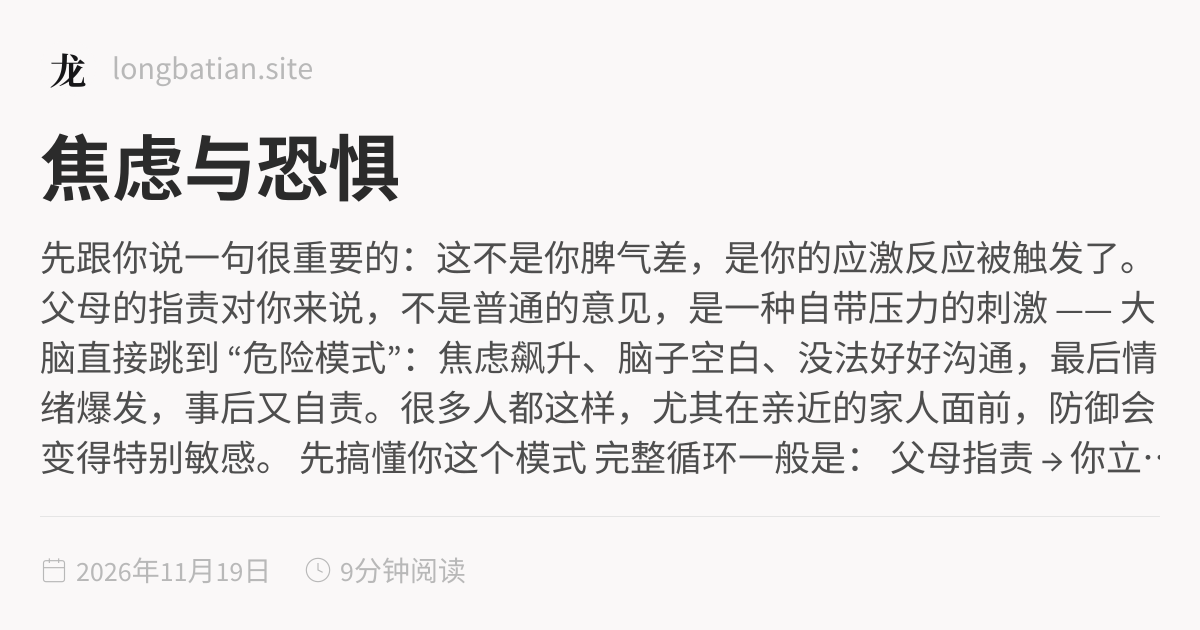 龙 longbatian.site
焦虑与恐惧
先跟你说一句很重要的：这不是你脾气差，是你的应激反应被触发了。
父母的指责对你来说，不是普通的意见，是一种自带压力的刺激 —— 大
脑直接跳到 “危险模式”：焦虑飙升、脑子空白、没法好好沟通，最后情
绪爆发，事后又自责。很多人都这样，尤其在亲近的家人面前，防御会
变得特别敏感。 先搞懂你这个模式 完整循环一般是： 父母指责 → 你立…
2026年11月19日 9分钟阅读